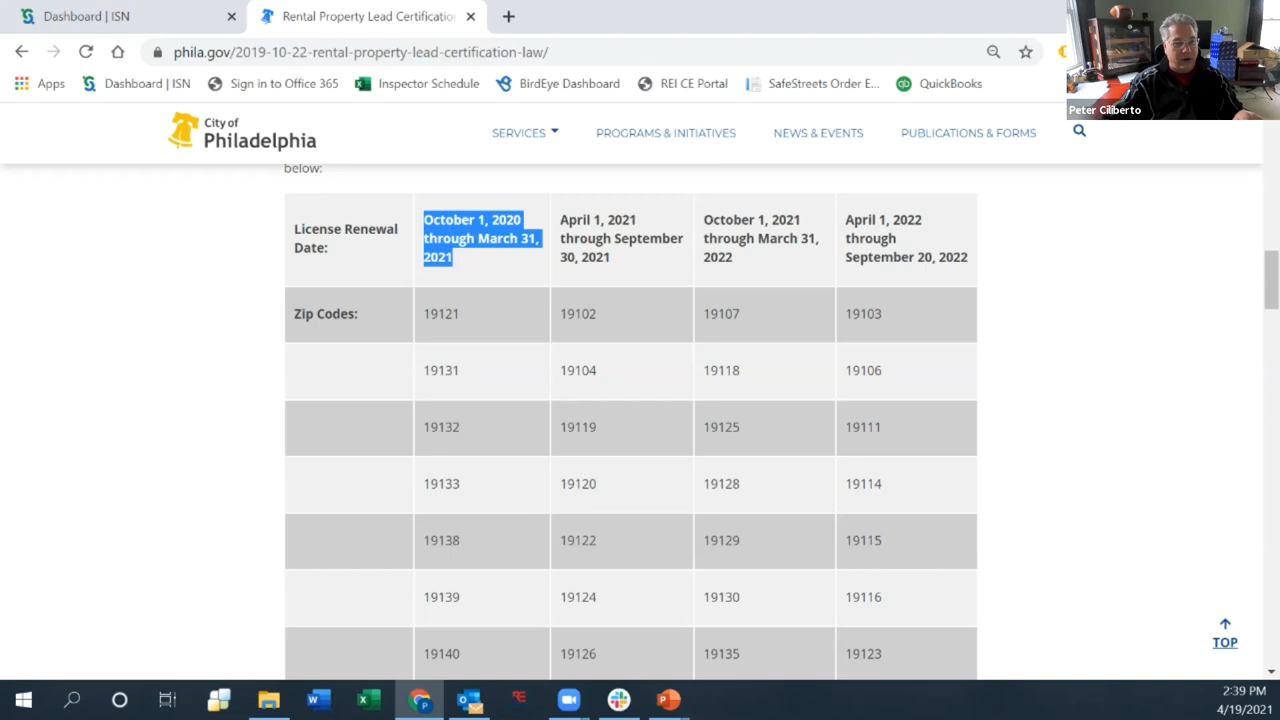 Dashboard | ISN
Rental Property Lead Certificatio
phila.gov/2019-10-22-rental-property-lead-certification-law/
Apps
Dashboard | ISN
Sign in to Office 365
Inspector Schedule
BirdEye Dashboard
REI CE Portal
SafeStreets Order E...
QuickBooks
Peter Ciliberto
City of
Philadelphia
SERVICES
PROGRAMS & INITIATIVES
NEWS & EVENTS
PUBLICATIONS & FORMS
below:
License Renewal
Date:
October 1, 2020
through March 31,
2021
April 1, 2021
through September
30, 2021
October 1, 2021
through March 31,
2022
April 1, 2022
through
September 20, 2022
Zip Codes: 19121 19102 19107 19103
19131 19104 19118 19106
19132 19119 19125 19111
19133 19120 19128 19114
19138 19122 19129 19115
19139 19124 19130 19116
19140 19126 19135 19123
TOP
2:39 PM
4/19/2021